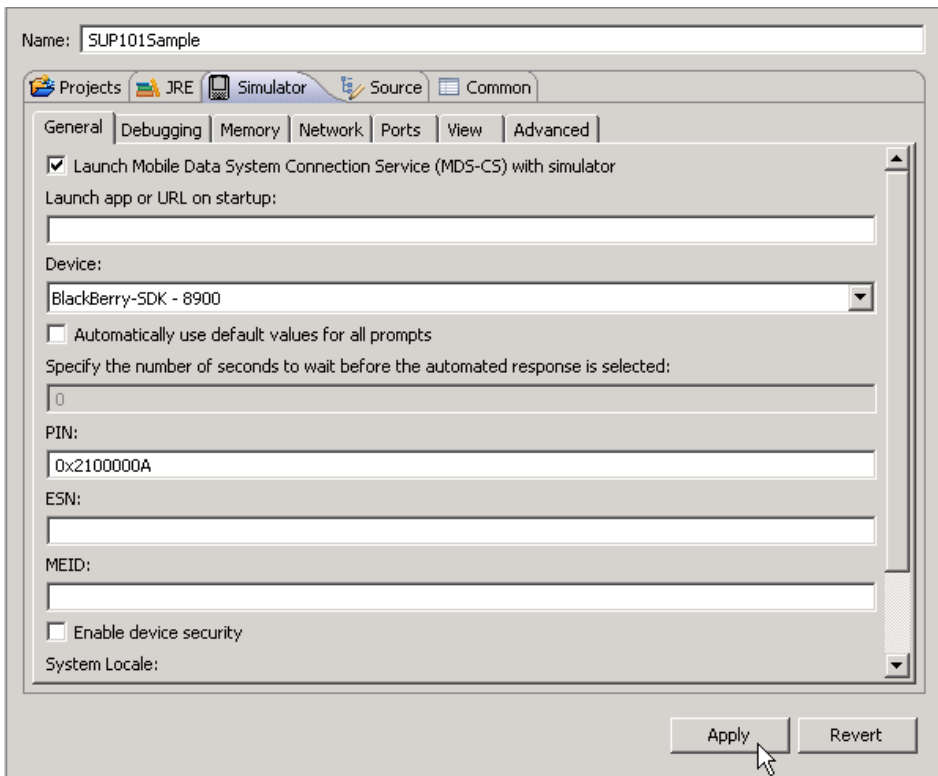 Name: SUP101Sample
Projects JRE Simulator Source Common
General Debugging Memory Network Ports View Advanced
Launch Mobile Data System Connection Service (MDS-CS) with simulator
Launch app or URL on startup:
Device:
BlackBerry-SDK - 8900
Automatically use default values for all prompts
Specify the number of seconds to wait before the automated response is selected:
0
PIN:
0x2100000A
ESN:
MEID:
Enable device security
System Locale:
Apply Revert